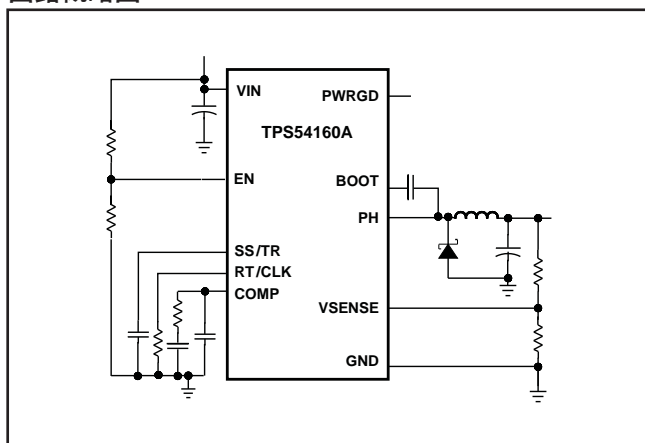 VIN
PWRGD
TPS54160A
EN
BOOT
PH
SS/TR
RT/CLK
COMP
VSENSE
GND